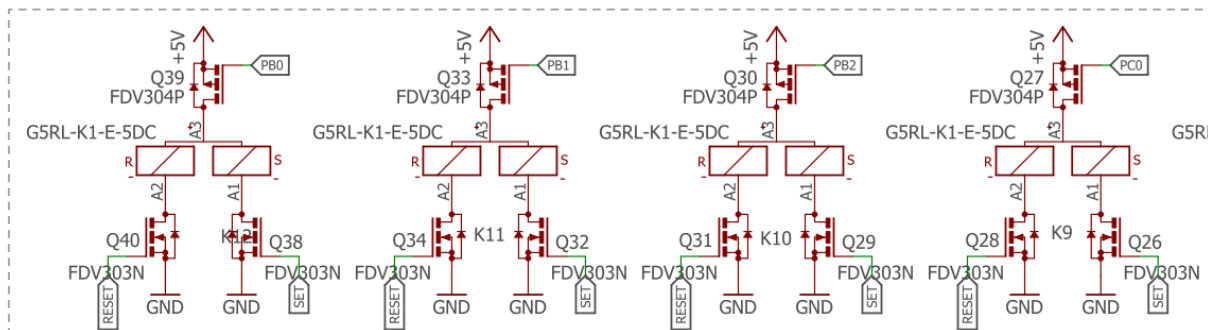 +5V
PB0
Q39
FDV304P
A3
+
G5RL-K1-E-5DC
R
S
-
-
A2
A1
Q40
K12
Q38
FDV303N
FDV303N
RESET
SET
GND
GND
+5V
PB1
Q33
FDV304P
A3
+
G5RL-K1-E-5DC
R
S
-
-
A2
A1
Q34
K11
Q32
FDV303N
FDV303N
RESET
SET
GND
GND
+5V
PB2
Q30
FDV304P
A3
+
G5RL-K1-E-5DC
R
S
-
-
A2
A1
Q31
K10
Q29
FDV303N
FDV303N
RESET
SET
GND
GND
+5V
PC0
Q27
FDV304P
A3
+
G5RL-K1-E-5DC
R
S
-
-
A2
A1
Q28
K9
Q26
FDV303N
FDV303N
RESET
SET
GND
GND
G5RL